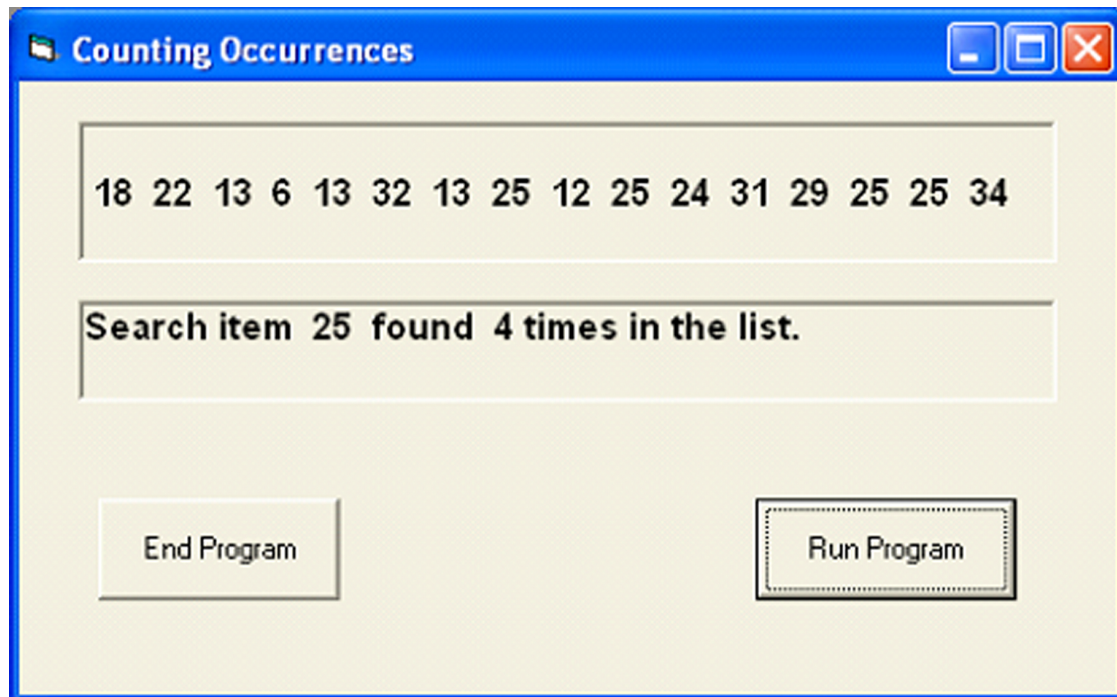 Counting Occurrences
18 22 13 6 13 32 13 25 12 25 24 31 29 25 25 34
Search item 25 found 4 times in the list.
End Program
Run Program